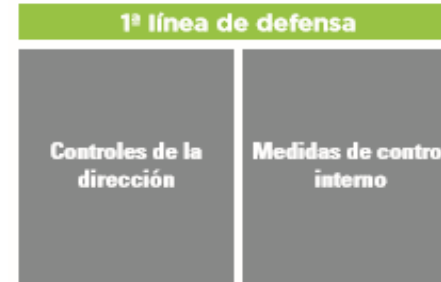 1ª línea de defensa
Controles de la
dirección
Medidas de contro
interno